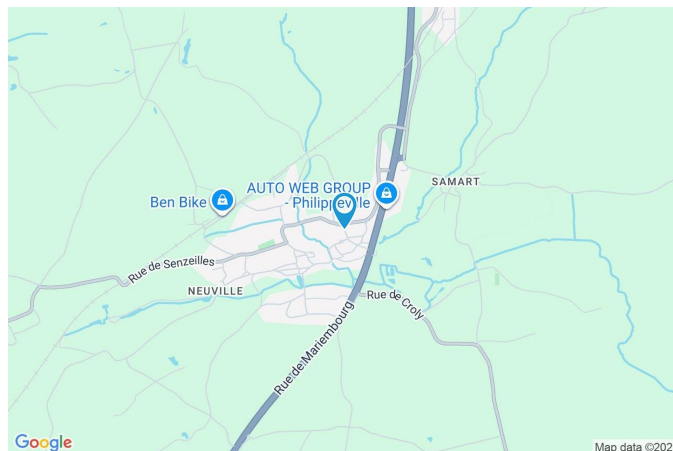 SAMART
AUTO WEB GROUP
- Philippeville
Ben Bike
Rue de Senzeilles
NEUVILLE
Rue de Croly
Rue de Mariembourg
Google
Map data ©202